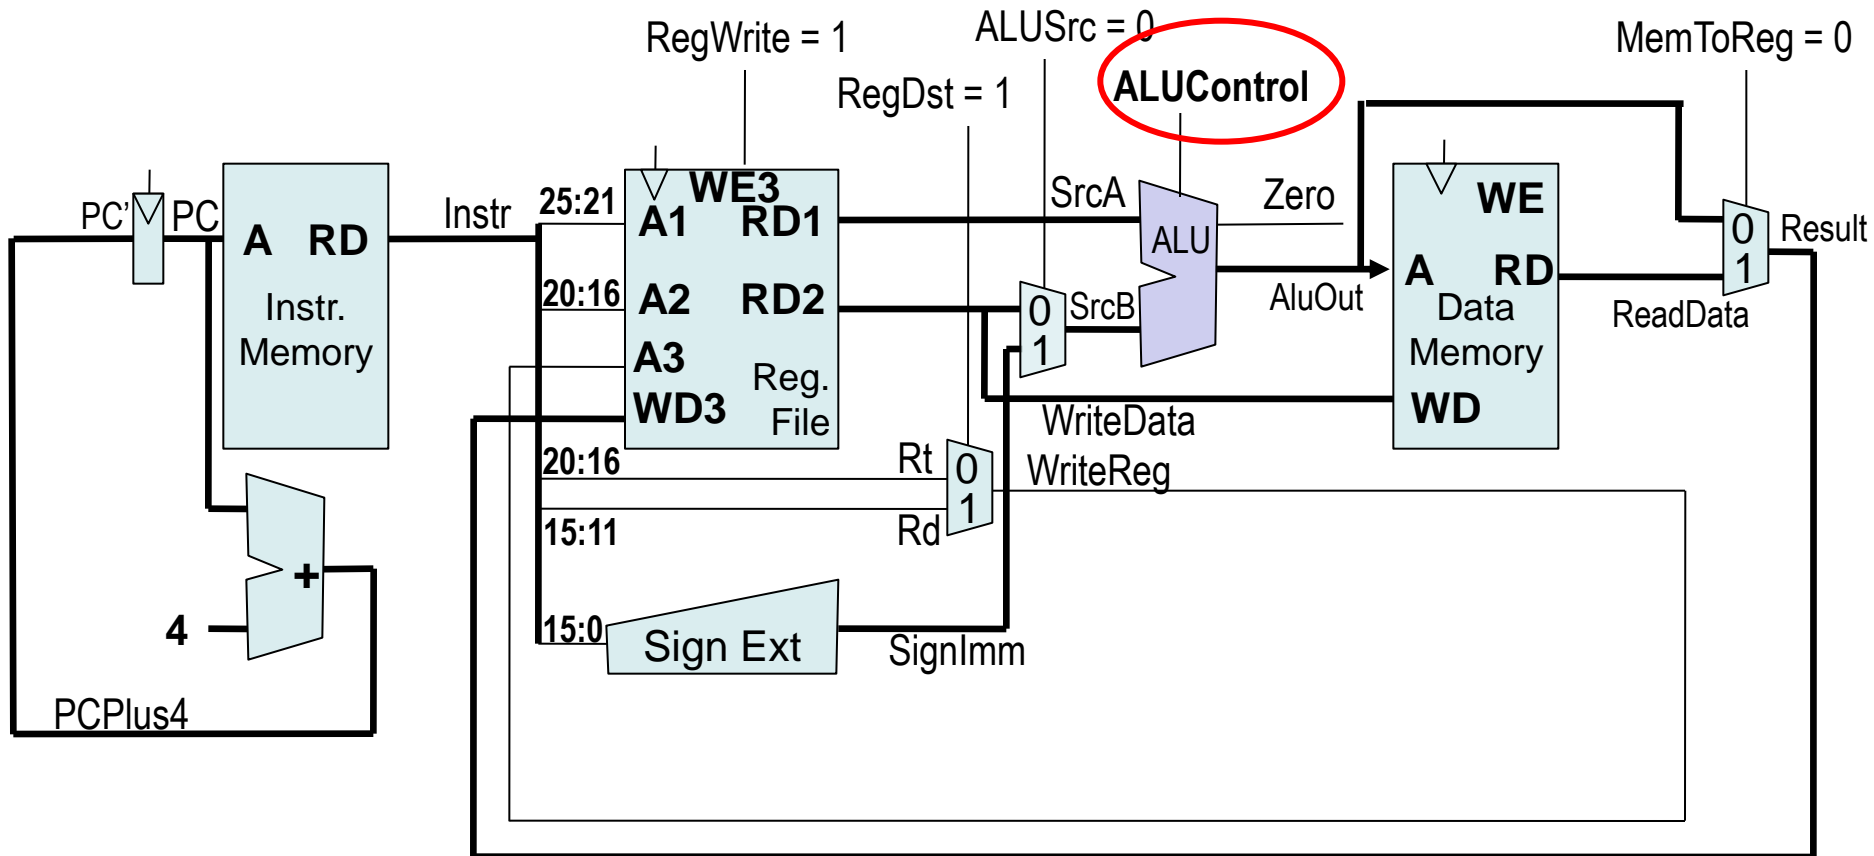 RegWrite = 1
ALUSrc = 0
MemToReg = 0
RegDst = 1
ALUControl
PC'
PC
A RD
Instr.
Memory
Instr
25:21
20:16
WE3
A1 RD1
A2 RD2
A3
WD3
Reg.
File
SrcA
0
1
SrcB
ALU
Zero
AluOut
WE
A RD
Data
Memory
WD
ReadData
0
1
Result
WriteData
WriteReg
20:16
Rt
0
1
15:11
Rd
+
4
15:0
Sign Ext
SignImm
PCPlus4